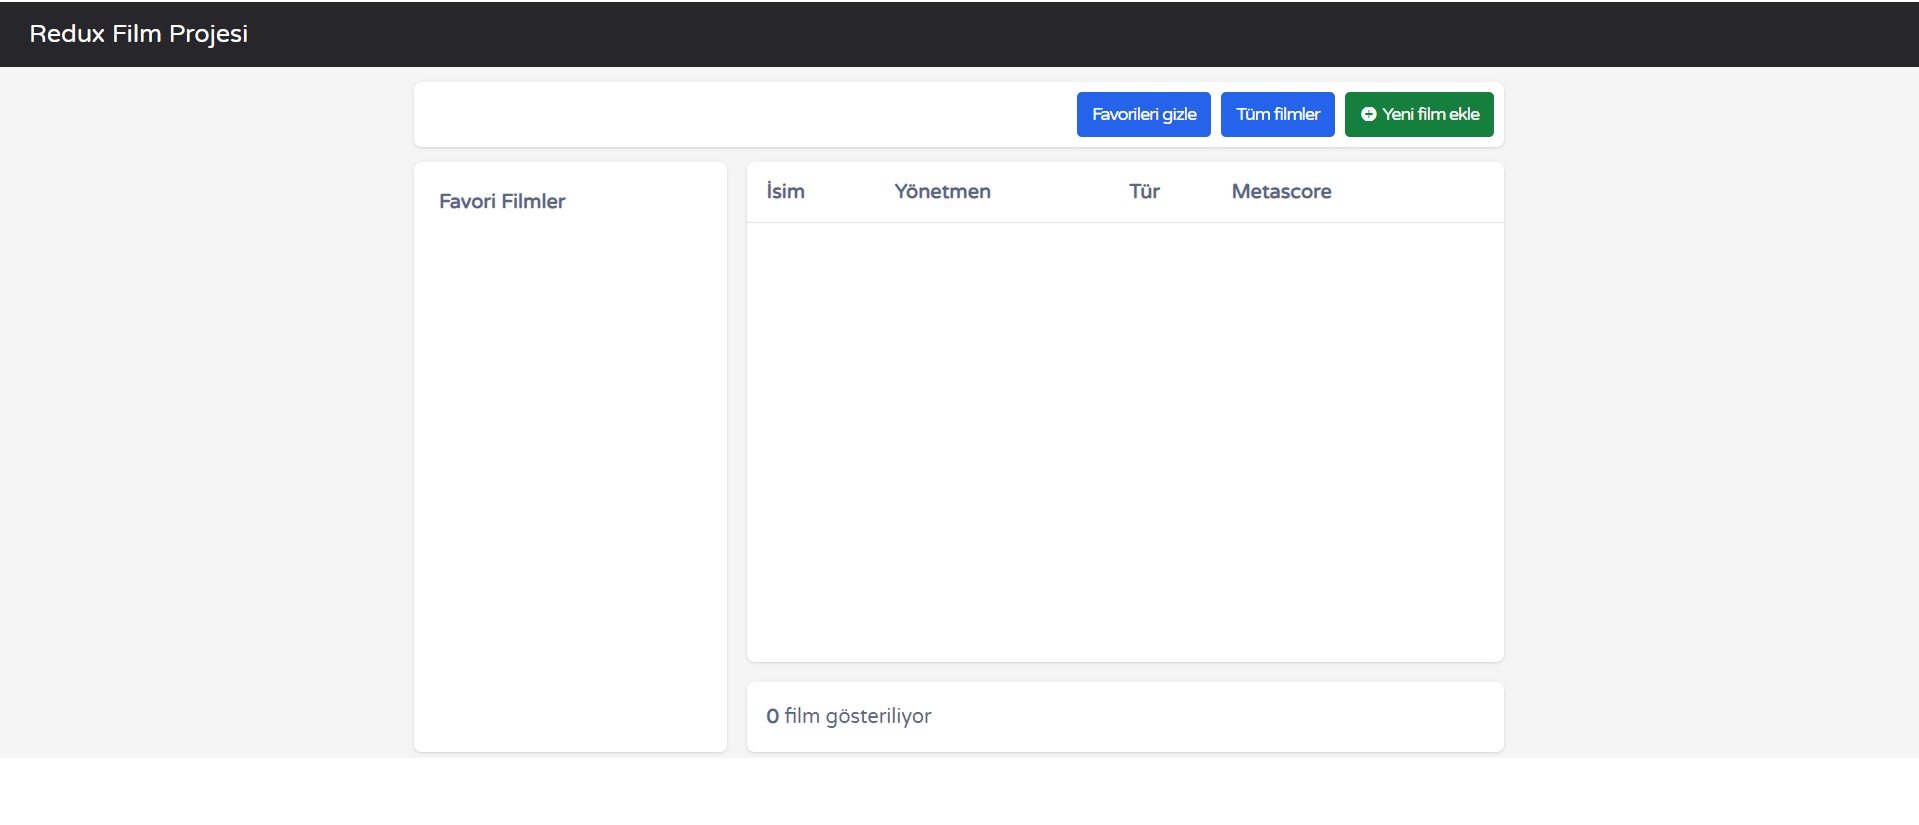 Redux Film Projesi
Favorileri gizle Tüm filmler Yeni film ekle
Favori Filmler
İsim Yönetmen Tür Metascore
0 film gösteriliyor